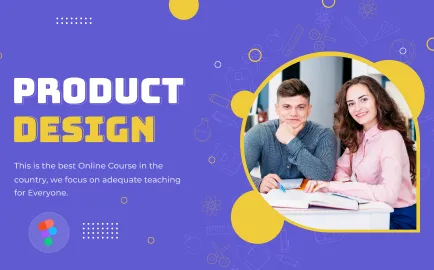 PRODUCT
DESIGN
This is the best Online Course in the
country, we focus on adequate teaching
for Everyone.